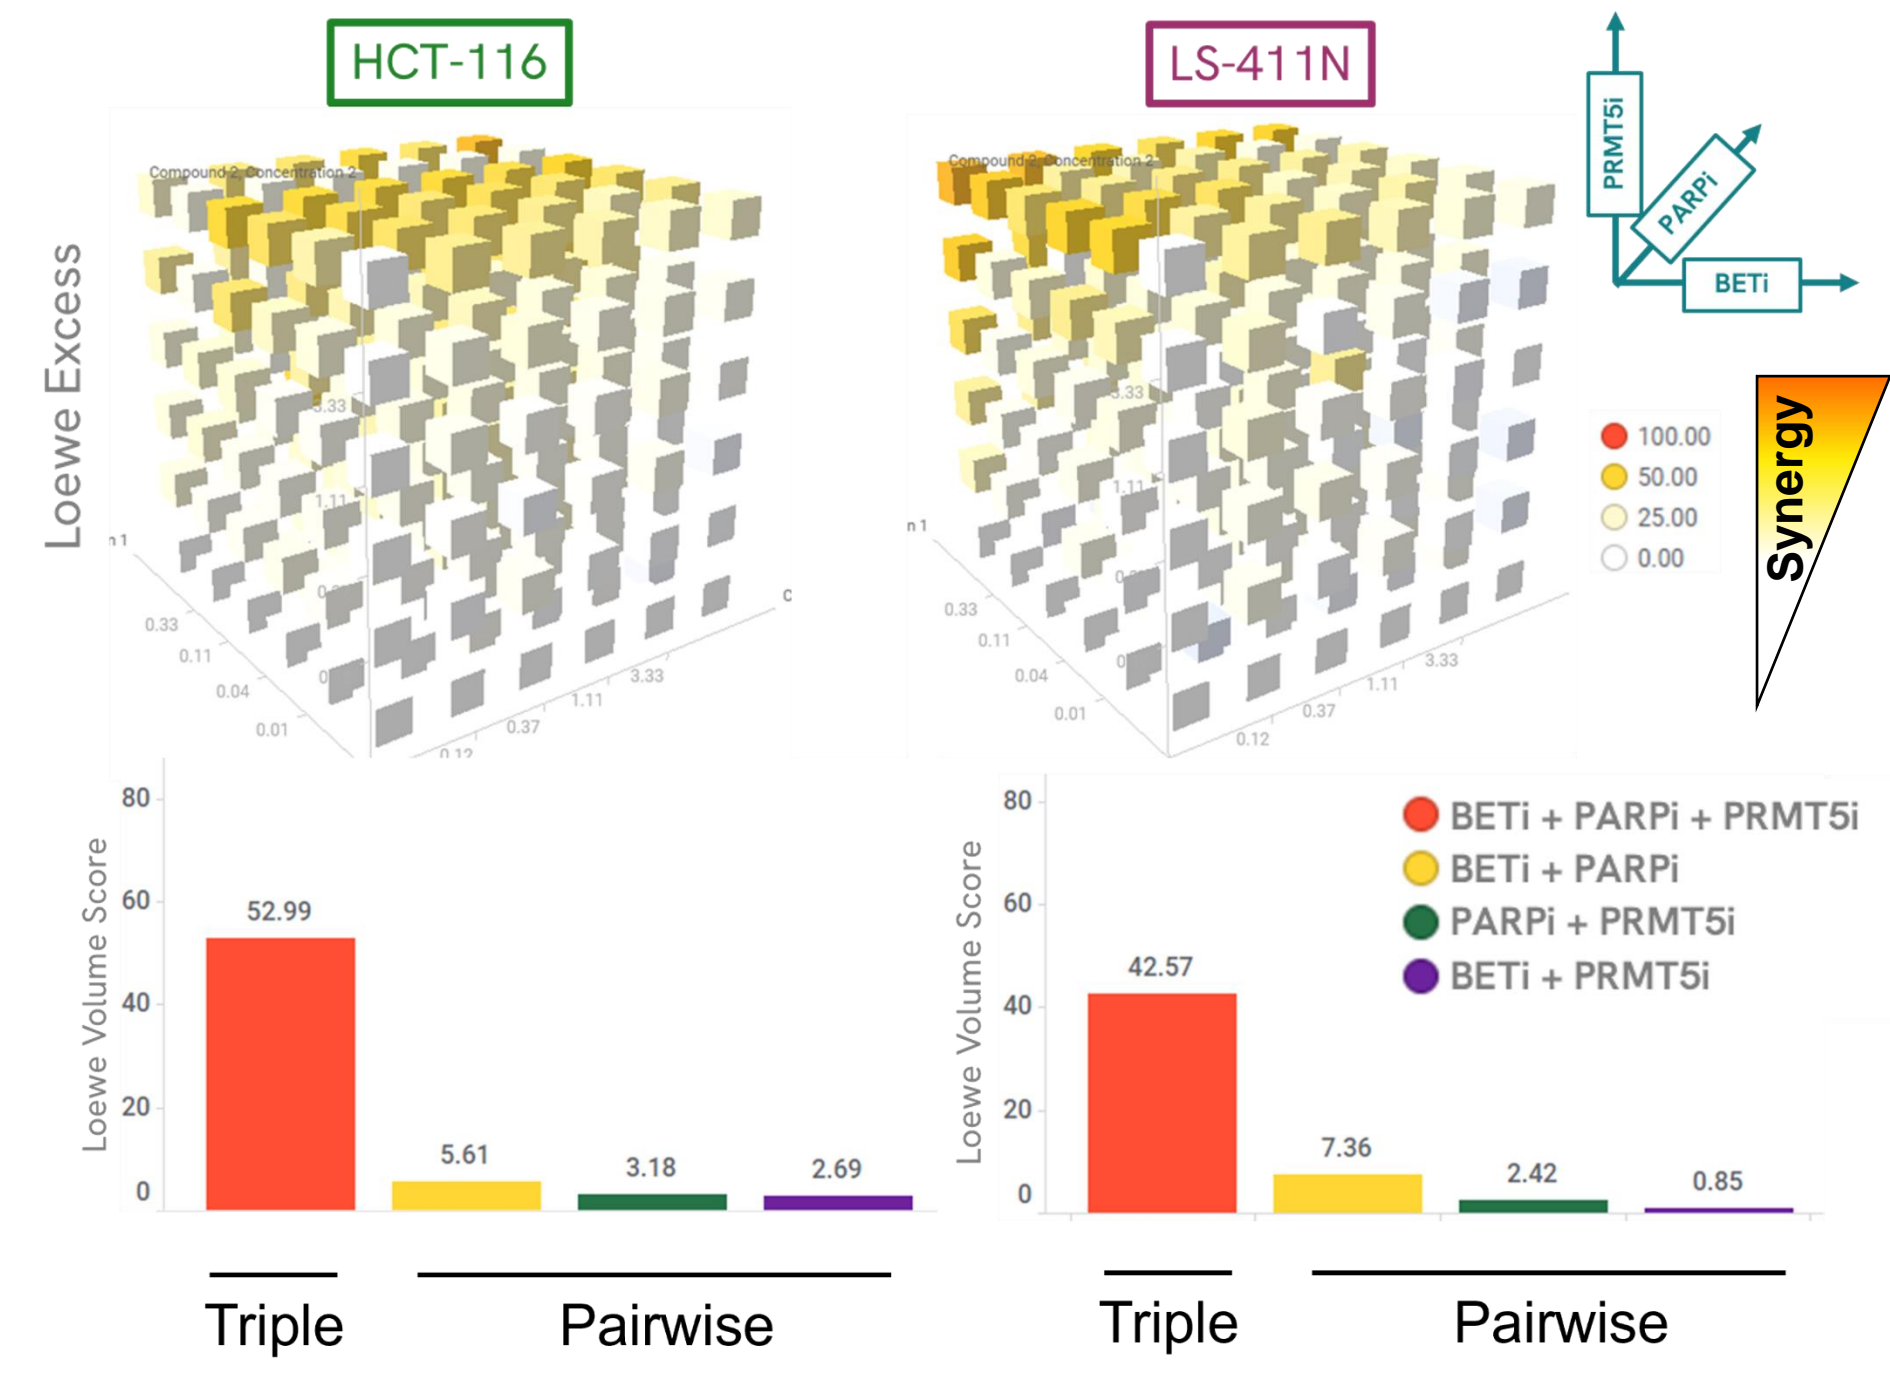 HCT-116
LS-411N
PRMT5i
PARPi
BETi
Loewe Excess
Compound 2, Concentration 2
3.33
1.11
n 1
0.33
0.11
0.04
0.01
0.12
0.37
1.11
3.33
Compound 2, Concentration 2
3.33
1.11
n 1
0.33
0.11
0.04
0.01
0.12
0.37
1.11
3.33
100.00
50.00
25.00
0.00
Synergy
Loewe Volume Score
80
60
40
20
0
52.99
5.61
3.18
2.69
Triple
Pairwise
Loewe Volume Score
80
60
40
20
0
42.57
7.36
2.42
0.85
BETi + PARPi + PRMT5i
BETi + PARPi
PARPi + PRMT5i
BETi + PRMT5i
Triple
Pairwise